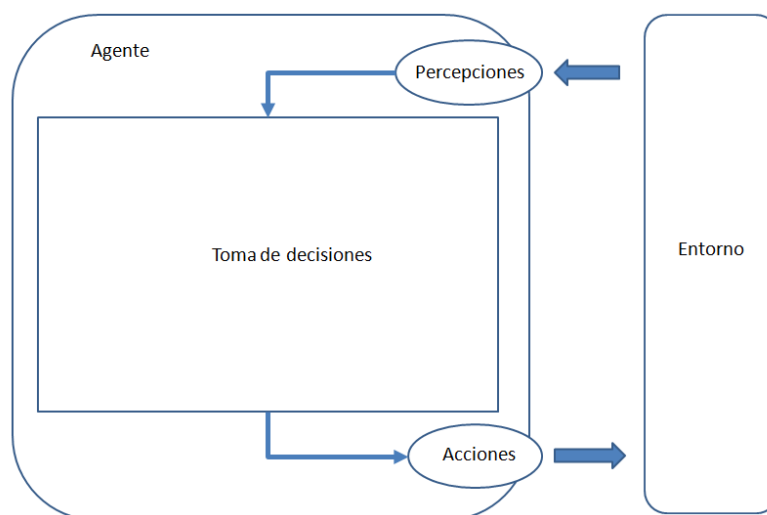 Agente
Percepciones
Toma de decisiones
Entorno
Acciones